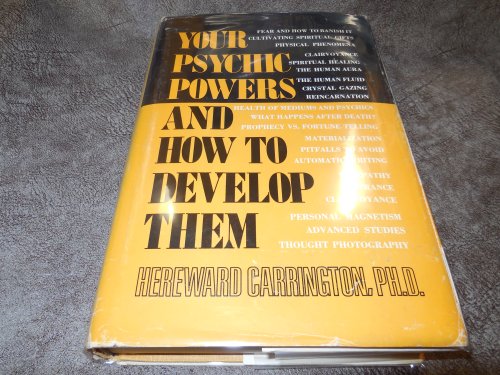 YOUR
PSYCHIC
POWERS
AND
HOW TO
DEVELOP
THEM
FEAR AND HOW TO BANISH IT
CULTIVATING SPIRITUAL GIFTS
PHYSICAL PHENOMENA
CLAIRVOYANCE
SPIRITUAL HEALING
THE HUMAN AURA
THE HUMAN FLUID
CRYSTAL GAZING
REINCARNATION
HEALTH OF MEDIUMS AND PSYCHICS
WHAT HAPPENS AFTER DEATH?
PROPHECY VS. FORTUNE TELLING
MATERIALIZATION
PITFALLS TO AVOID
AUTOMATIC WRITING
PERSONAL MAGNETISM
ADVANCED STUDIES
THOUGHT PHOTOGRAPHY
HEREWARD CARRINGTON, PH.D.